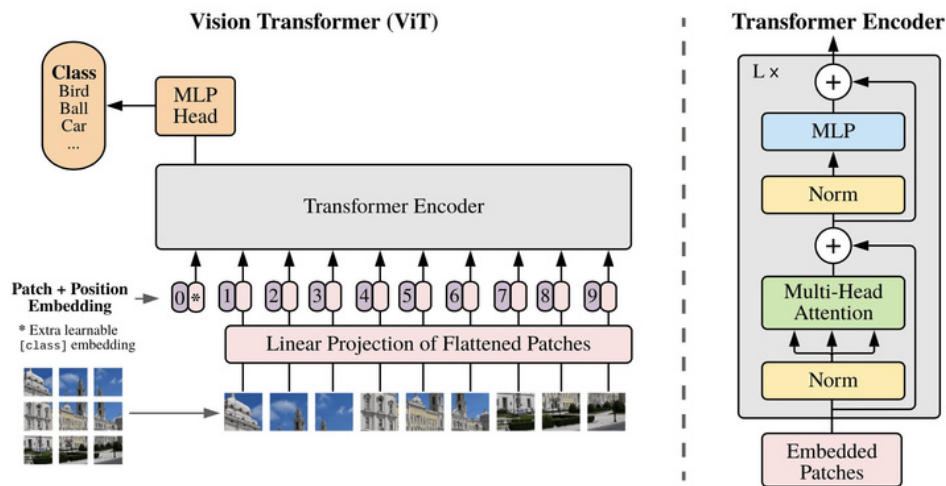 Vision Transformer (ViT)
Class
Bird
Ball
Car
...
MLP
Head
Transformer Encoder
Patch + Position
Embedding
0 * 1 2 3 4 5 6 7 8 9
* Extra learnable
[class] embedding
Linear Projection of Flattened Patches
Transformer Encoder
L ×
+
MLP
Norm
+
Multi-Head
Attention
Norm
Embedded
Patches